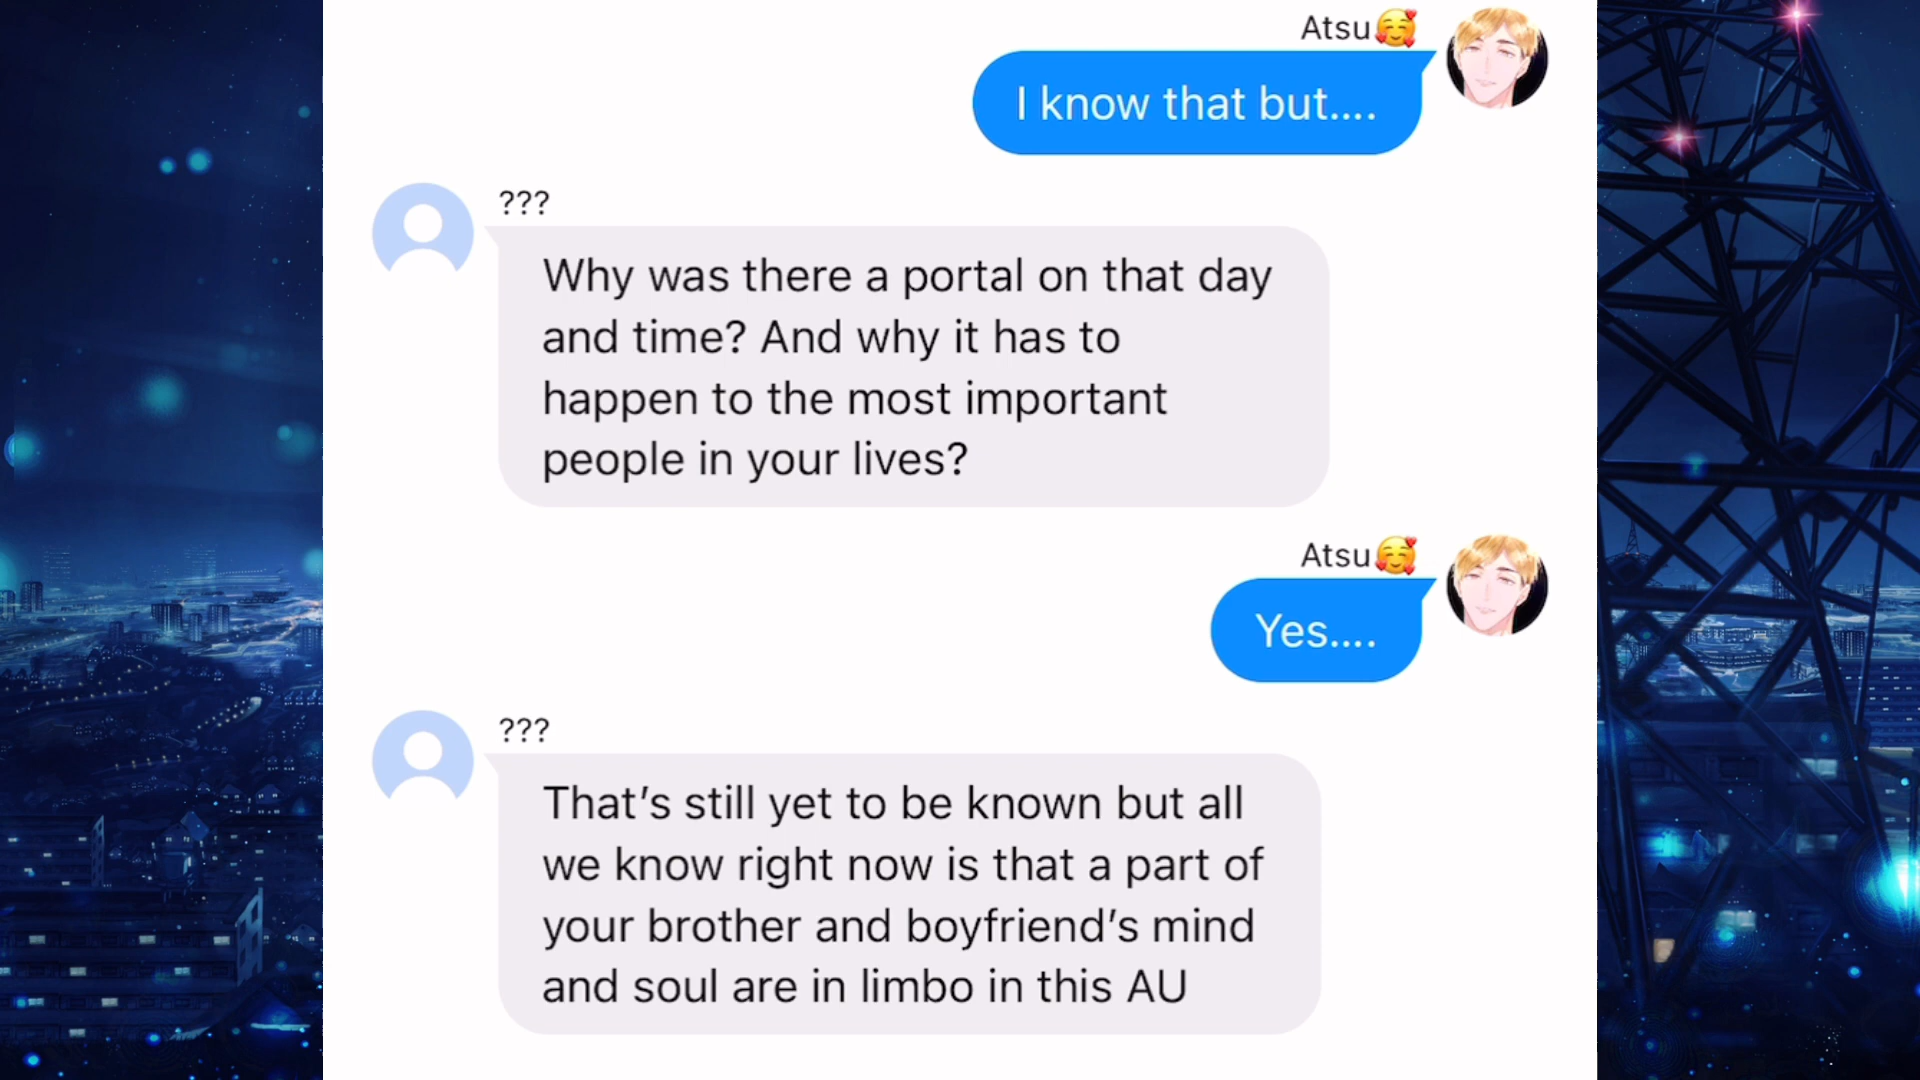 Atsu🥰
I know that but....
???
Why was there a portal on that day
and time? And why it has to
happen to the most important
people in your lives?
Atsu🥰
Yes....
???
That's still yet to be known but all
we know right now is that a part of
your brother and boyfriend's mind
and soul are in limbo in this AU